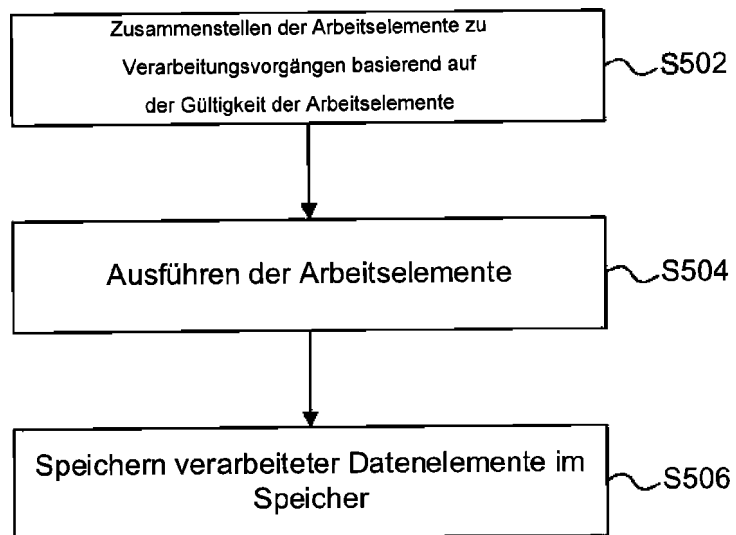 Zusammenstellen der Arbeitselemente zu
Verarbeitungsvorgängen basierend auf
der Gültigkeit der Arbeitselemente
S502
Ausführen der Arbeitselemente
S504
Speichern verarbeiteter Datenelemente im
Speicher
S506